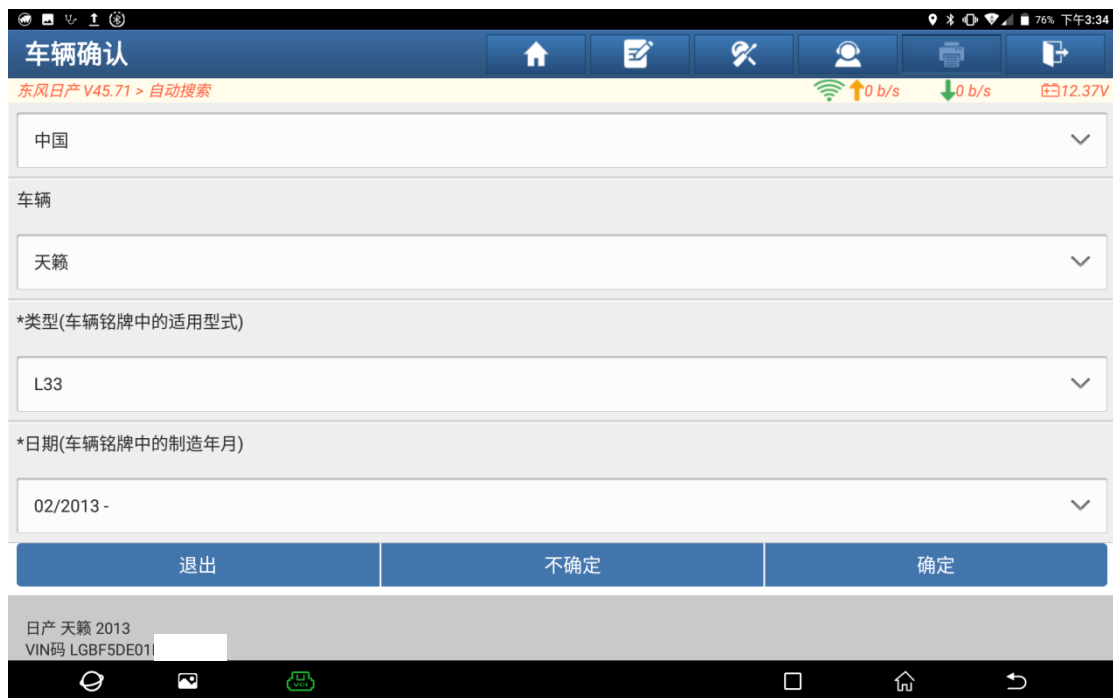 76% 下午3:34
车辆确认
东风日产 V45.71 > 自动搜索 0 b/s 0 b/s 12.37V
中国
车辆
天籁
*类型(车辆铭牌中的适用型式)
L33
*日期(车辆铭牌中的制造年月)
02/2013 -
退出 不确定 确定
日产 天籁 2013
VIN码 LGBF5DE01
VCI